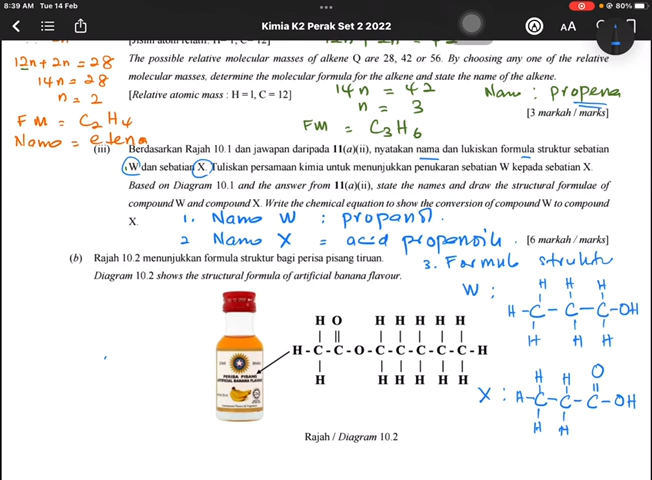 8:39 AM Tue 14 Feb
80%
Kimia K2 Perak Set 2 2022
AA
12n + 2n = 28
The possible relative molecular masses of alkene Q are 28, 42 or 56. By choosing any one of the relative
14n = 28
molecular masses, determine the molecular formula for the alkene and state the name of the alkene.
n = 2
[Relative atomic mass : H = 1, C = 12]
14n = 42
n = 3
Nama : propena
[3 markah / marks]
FM = C2H4
FM = C3H6
Nama = etena
(iii) Berdasarkan Rajah 10.1 dan jawapan daripada 11(a)(ii), nyatakan nama dan lukiskan formula struktur sebatian
W dan sebatian X. Tuliskan persamaan kimia untuk menunjukkan penukaran sebatian W kepada sebatian X.
Based on Diagram 10.1 and the answer from 11(a)(ii), state the names and draw the structural formulae of
compound W and compound X. Write the chemical equation to show the conversion of compound W to compound
X.
1. Nama W : propanol.
2 Nama X = acid propanoik
[6 markah / marks]
(b) Rajah 10.2 menunjukkan formula struktur bagi perisa pisang tiruan.
3. Formula struktur
Diagram 10.2 shows the structural formula of artificial banana flavour.
W :
H H H
H - C - C - C - OH
H H H
H O H H H H H
H - C - C - O - C - C - C - C - C - H
H H H H H H
PERISA PISANG
ARTIFICIAL BANANA FLAVOUR
X :
H H O
H - C - C - C - OH
H H
Rajah / Diagram 10.2